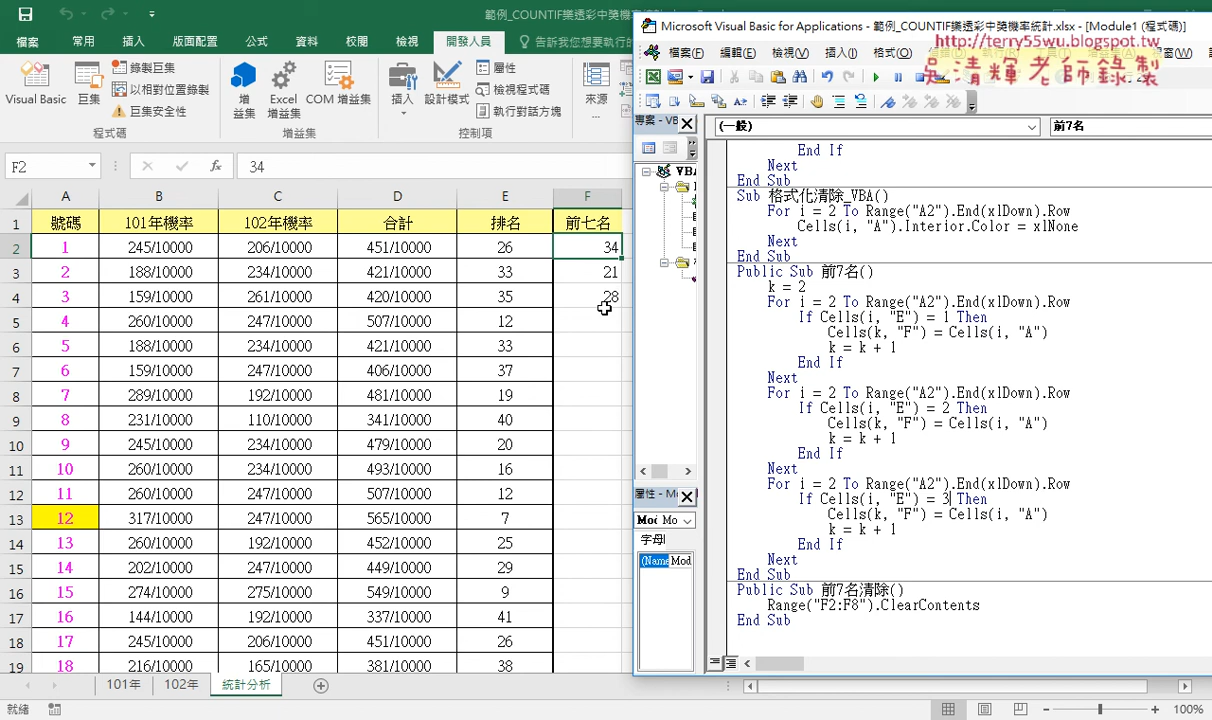 範例_COUNTIF樂透彩中獎機率統計.xlsx
檔案 常用 插入 版面配置 公式 資料 校閱 檢視 開發人員 告訴我您想要執行的
Visual Basic 巨集 錄製巨集 以相對位置錄製 巨集安全性 程式碼
增益集 Excel 增益集 COM 增益集 增益集
插入 設計模式 屬性 檢視程式碼 執行對話方塊 控制項 來源
F2 fx 34
A B C D E F
1 號碼 101年機率 102年機率 合計 排名 前七名
2 1 245/10000 206/10000 451/10000 26 34
3 2 188/10000 234/10000 421/10000 33 21
4 3 159/10000 261/10000 420/10000 35 28
5 4 260/10000 247/10000 507/10000 12
6 5 188/10000 234/10000 421/10000 33
7 6 159/10000 247/10000 406/10000 37
8 7 289/10000 192/10000 481/10000 19
9 8 231/10000 110/10000 341/10000 40
10 9 245/10000 234/10000 479/10000 20
11 10 260/10000 234/10000 493/10000 16
12 11 260/10000 247/10000 507/10000 12
13 12 317/10000 247/10000 565/10000 7
14 13 260/10000 192/10000 452/10000 25
15 14 202/10000 247/10000 449/10000 29
16 15 274/10000 275/10000 549/10000 9
17 16 144/10000 192/10000 337/10000 41
18 17 245/10000 206/10000 451/10000 26
19 18 216/10000 165/10000 381/10000 38
101年 102年 統計分析
就緒
100%
Microsoft Visual Basic for Applications - 範例_COUNTIF樂透彩中獎機率統計.xlsx - [Module1 (程式碼)]
http://terry55wu.blogspot.tw
檔案(F) 編輯(E) 檢視(V) 插入(I) 格式(O)
吳清輝老師錄製
專案 - VB
(一般) 前7名
屬性 - Mo
Mo
字母
(Name Mod
End If
Next
End Sub
Sub 格式化清除_VBA()
For i = 2 To Range("A2").End(xlDown).Row
Cells(i, "A").Interior.Color = xlNone
Next
End Sub
Public Sub 前7名()
k = 2
For i = 2 To Range("A2").End(xlDown).Row
If Cells(i, "E") = 1 Then
Cells(k, "F") = Cells(i, "A")
k = k + 1
End If
Next
For i = 2 To Range("A2").End(xlDown).Row
If Cells(i, "E") = 2 Then
Cells(k, "F") = Cells(i, "A")
k = k + 1
End If
Next
For i = 2 To Range("A2").End(xlDown).Row
If Cells(i, "E") = 3 Then
Cells(k, "F") = Cells(i, "A")
k = k + 1
End If
Next
End Sub
Public Sub 前7名清除()
Range("F2:F8").ClearContents
End Sub